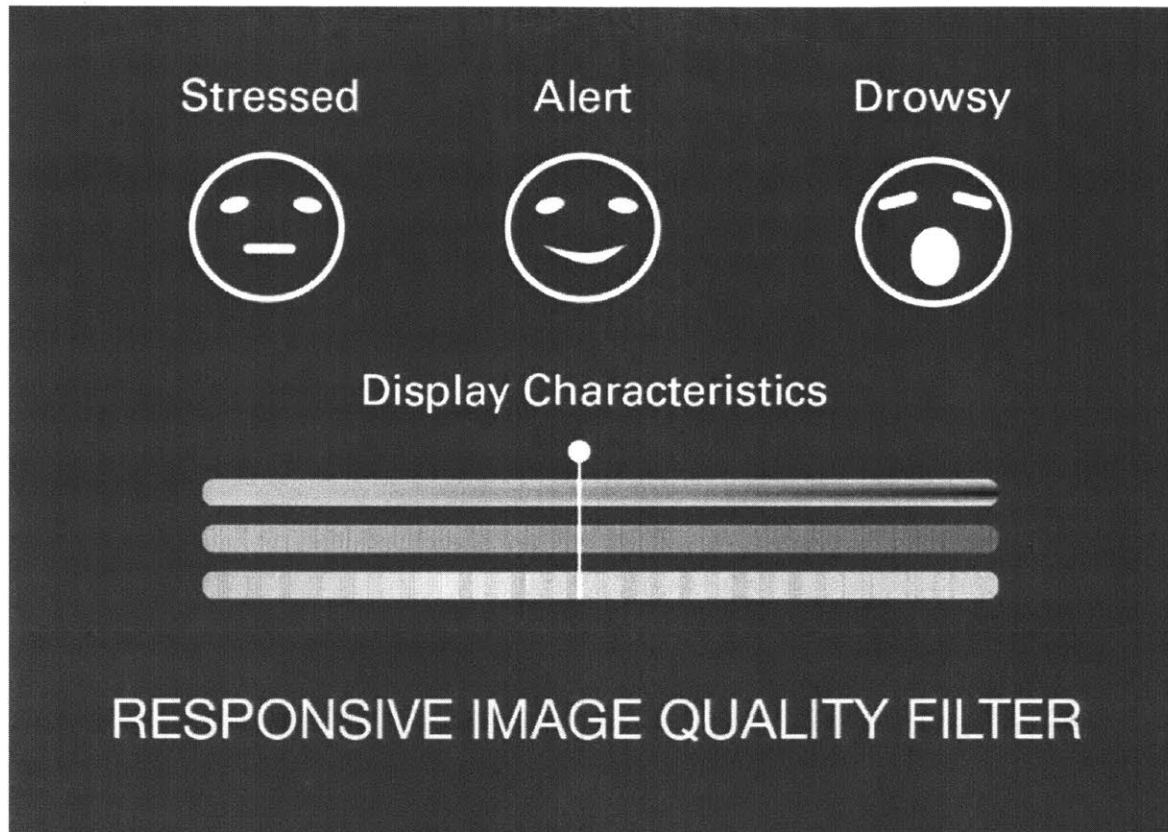 Stressed Alert Drowsy
Display Characteristics
RESPONSIVE IMAGE QUALITY FILTER